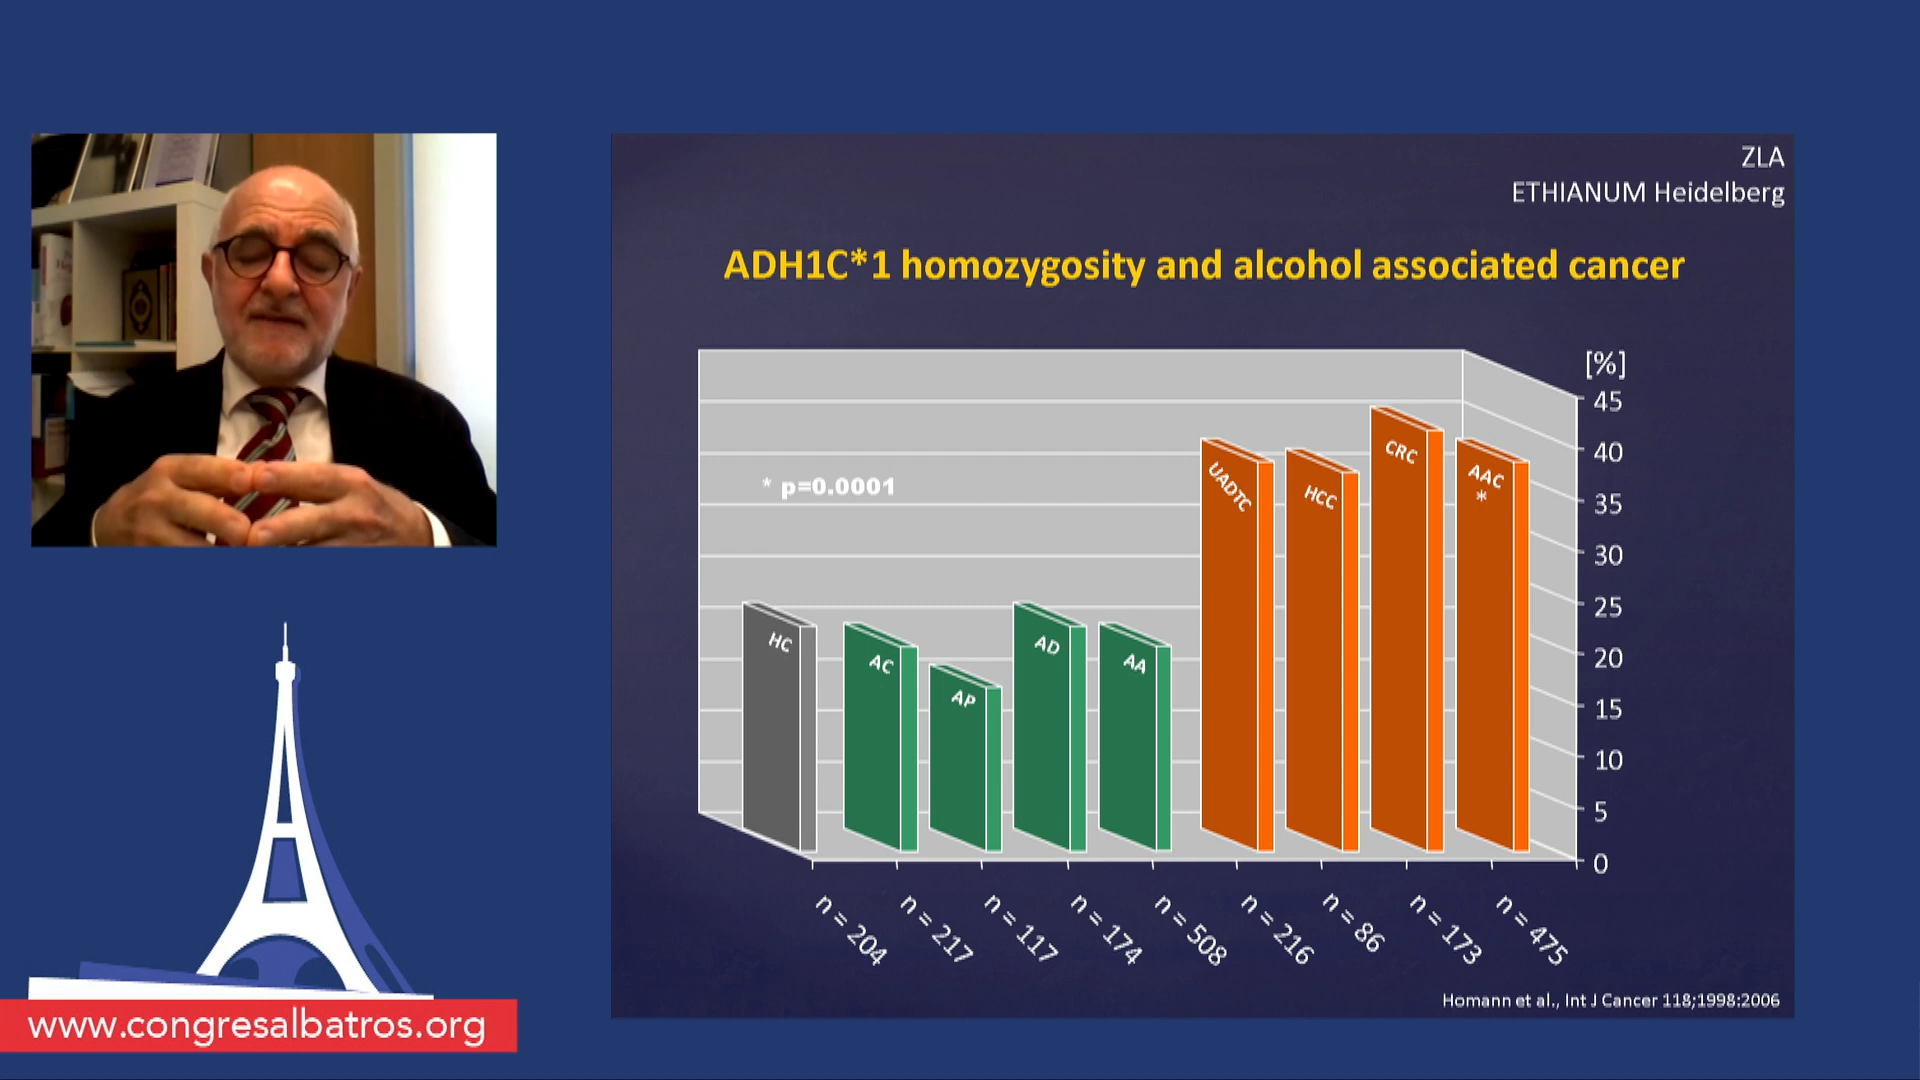 ZLA
ETHIANUM Heidelberg
ADH1C*1 homozygosity and alcohol associated cancer
[%]
45
40
35
30
25
20
15
10
5
0
* p=0.0001
HC
AC
AP
AD
AA
UADTC
HCC
CRC
AAC
*
n = 204
n = 217
n = 117
n = 174
n = 508
n = 216
n = 86
n = 173
n = 475
Homann et al., Int J Cancer 118;1998:2006
www.congresalbatros.org